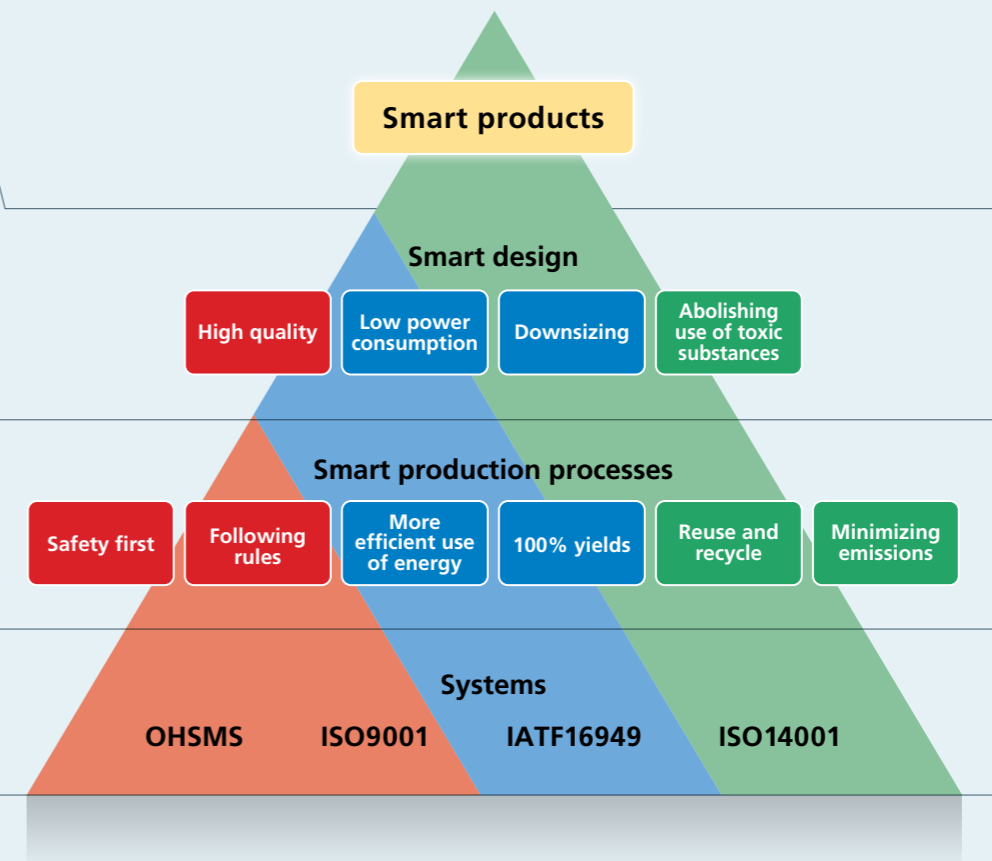 Smart products
Smart design
High quality
Low power
consumption
Downsizing
Abolishing
use of toxic
substances
Smart production processes
Safety first
Following
rules
More
efficient use
of energy
100% yields
Reuse and
recycle
Minimizing
emissions
Systems
OHSMS
ISO9001
IATF16949
ISO14001